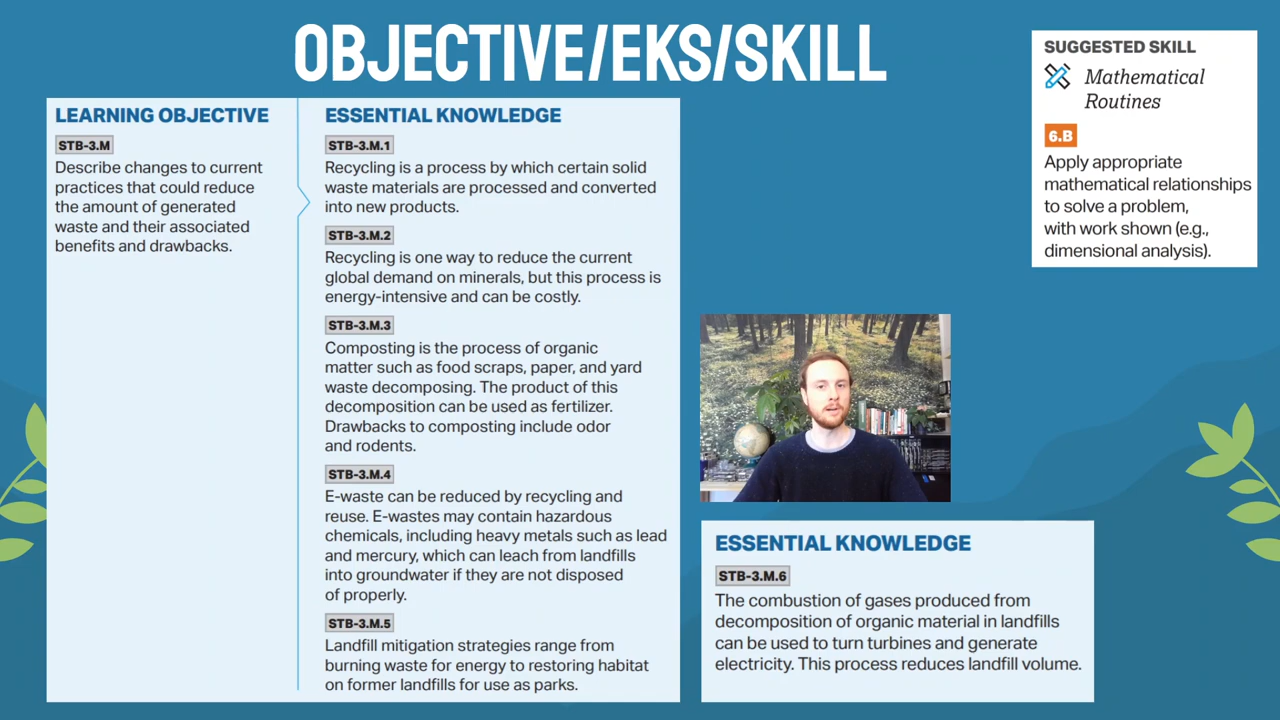 OBJECTIVE/EKS/SKILL
LEARNING OBJECTIVE
STB-3.M
Describe changes to current
practices that could reduce
the amount of generated
waste and their associated
benefits and drawbacks.
ESSENTIAL KNOWLEDGE
STB-3.M.1
Recycling is a process by which certain solid
waste materials are processed and converted
into new products.
STB-3.M.2
Recycling is one way to reduce the current
global demand on minerals, but this process is
energy-intensive and can be costly.
STB-3.M.3
Composting is the process of organic
matter such as food scraps, paper, and yard
waste decomposing. The product of this
decomposition can be used as fertilizer.
Drawbacks to composting include odor
and rodents.
STB-3.M.4
E-waste can be reduced by recycling and
reuse. E-wastes may contain hazardous
chemicals, including heavy metals such as lead
and mercury, which can leach from landfills
into groundwater if they are not disposed
of properly.
STB-3.M.5
Landfill mitigation strategies range from
burning waste for energy to restoring habitat
on former landfills for use as parks.
SUGGESTED SKILL
Mathematical
Routines
6.B
Apply appropriate
mathematical relationships
to solve a problem,
with work shown (e.g.,
dimensional analysis).
ESSENTIAL KNOWLEDGE
STB-3.M.6
The combustion of gases produced from
decomposition of organic material in landfills
can be used to turn turbines and generate
electricity. This process reduces landfill volume.